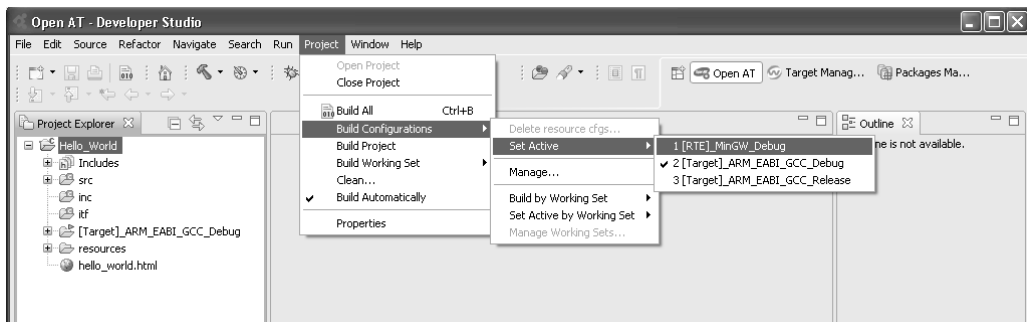 Open AT - Developer Studio
File Edit Source Refactor Navigate Search Run Project Window Help
Open Project
Close Project
Build All Ctrl+B
Build Configurations
Build Project
Build Working Set
Clean...
Build Automatically
Properties
Delete resource cfgs...
Set Active
Manage...
Build by Working Set
Set Active by Working Set
Manage Working Sets...
1 [RTE]_MinGW_Debug
2 [Target]_ARM_EABI_GCC_Debug
3 [Target]_ARM_EABI_GCC_Release
Open AT Target Manag... Packages Ma...
Project Explorer
Hello_World
Includes
src
inc
itf
[Target]_ARM_EABI_GCC_Debug
resources
hello_world.html
Outline
ne is not available.